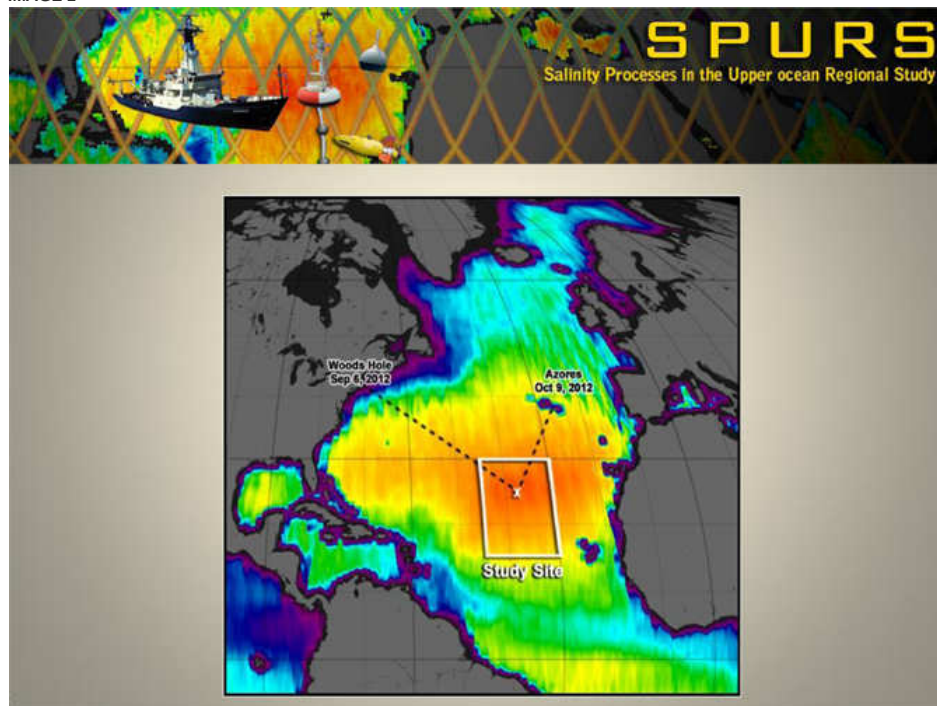 SPURS
Salinity Processes in the Upper ocean Regional Study
Woods Hole
Sep 6, 2012
Azores
Oct 9, 2012
x
Study Site